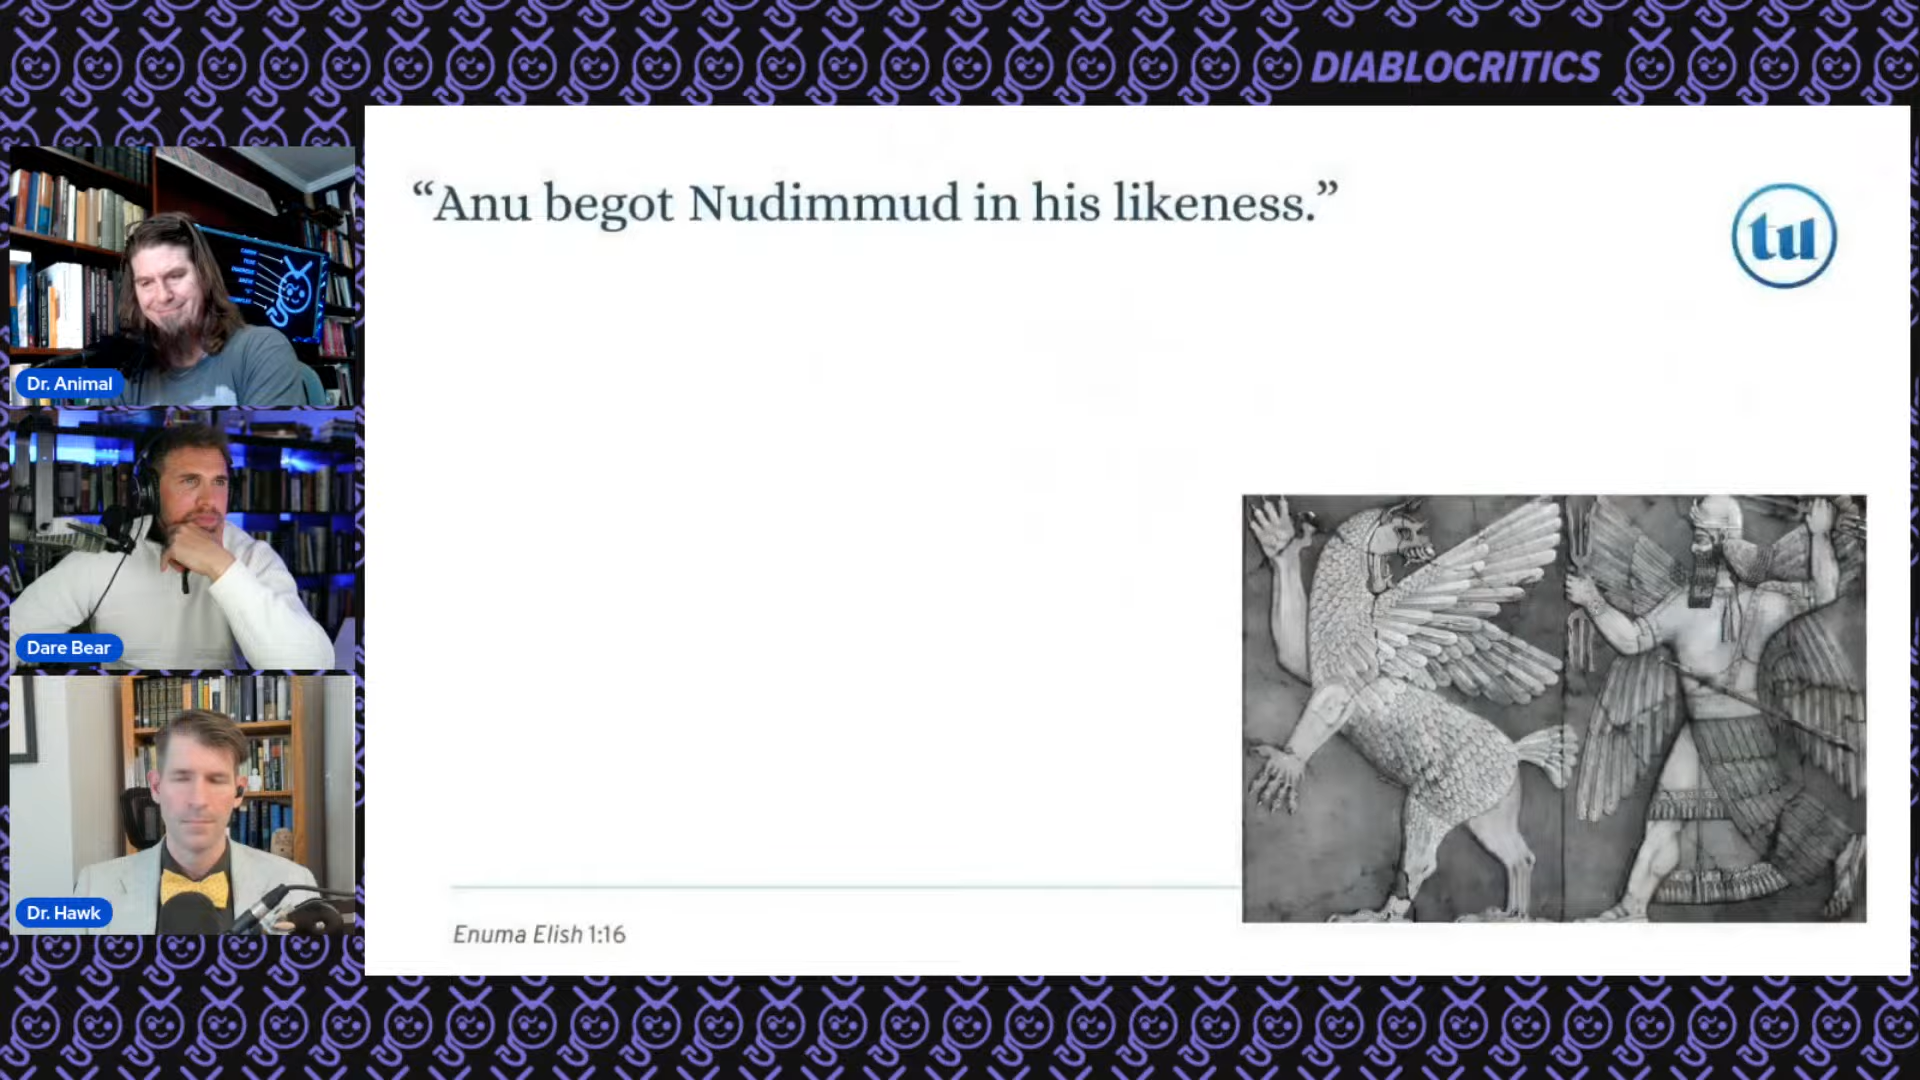 DIABLOCRITICS
“Anu begot Nudimmud in his likeness.”
tu
Dr. Animal
Dare Bear
Dr. Hawk
Enuma Elish 1:16